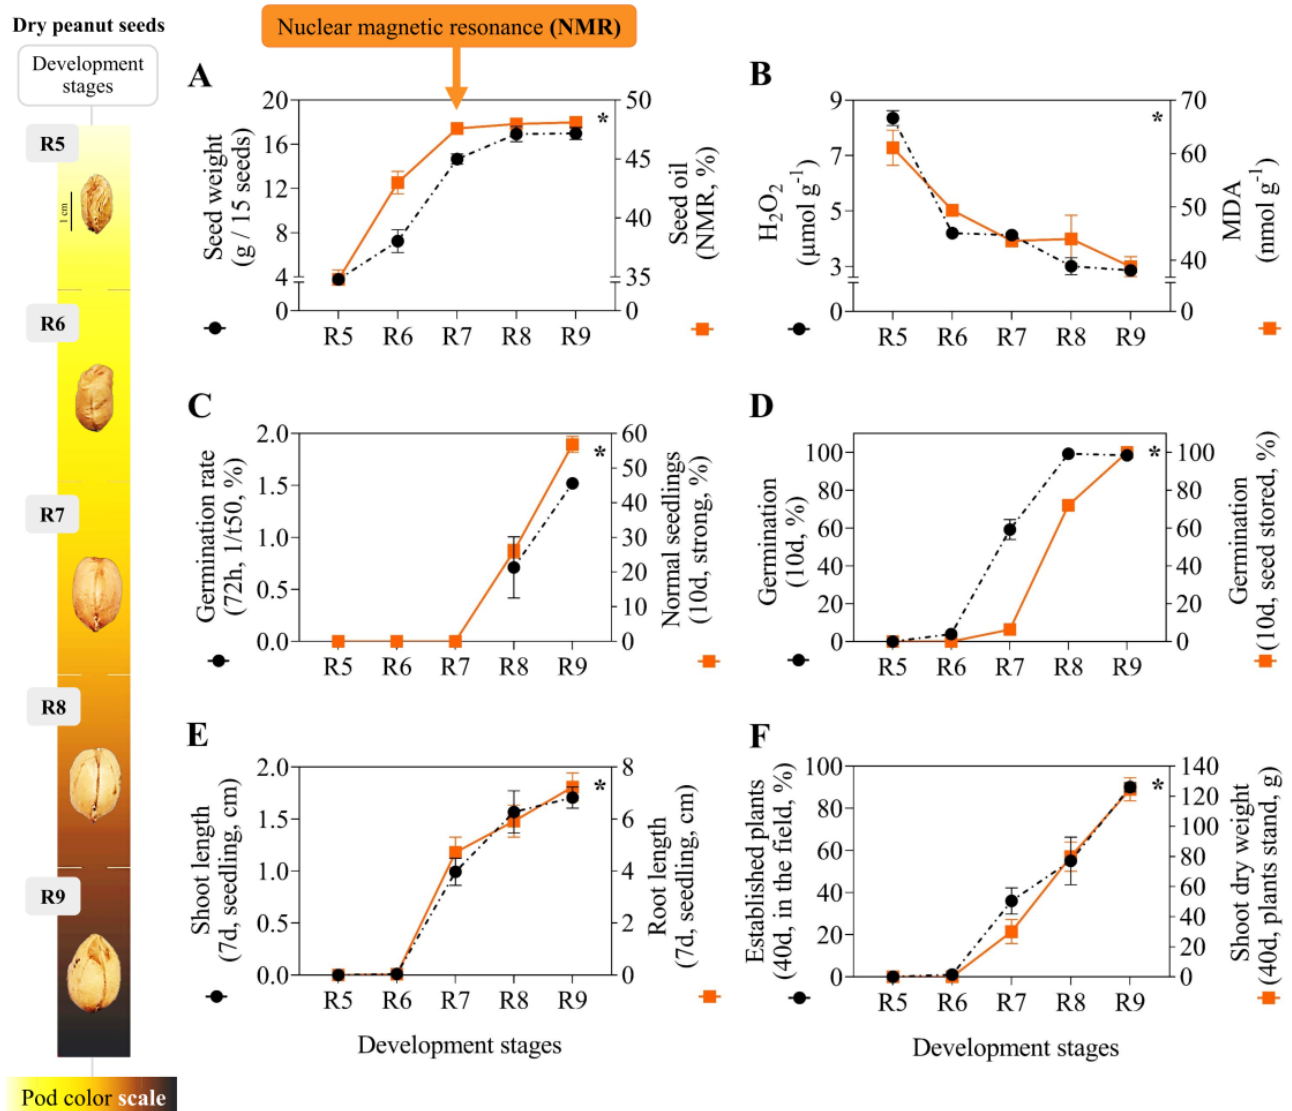 Dry peanut seeds
Development
stages
R5
1 cm
R6
R7
R8
R9
Pod color scale
Nuclear magnetic resonance (NMR)
A
Seed weight
(g / 15 seeds)
20
16
12
8
4
0
50
45
40
35
0
Seed oil
(NMR, %)
*
R5 R6 R7 R8 R9
B
H2O2
(µmol g-1)
9
7
5
3
0
70
60
50
40
0
MDA
(nmol g-1)
*
R5 R6 R7 R8 R9
C
Germination rate
(72h, 1/t50, %)
2.0
1.5
1.0
0.5
0.0
60
50
40
30
20
10
0
Normal seedlings
(10d, strong, %)
*
R5 R6 R7 R8 R9
D
Germination
(10d, %)
100
80
60
40
20
0
100
80
60
40
20
0
Germination
(10d, seed stored, %)
*
R5 R6 R7 R8 R9
E
Shoot length
(7d, seedling, cm)
2.0
1.5
1.0
0.5
0.0
8
6
4
2
0
Root length
(7d, seedling, cm)
*
R5 R6 R7 R8 R9
Development stages
F
Established plants
(40d, in the field, %)
100
80
60
40
20
0
140
120
100
80
60
40
20
0
Shoot dry weight
(40d, plants stand, g)
*
R5 R6 R7 R8 R9
Development stages